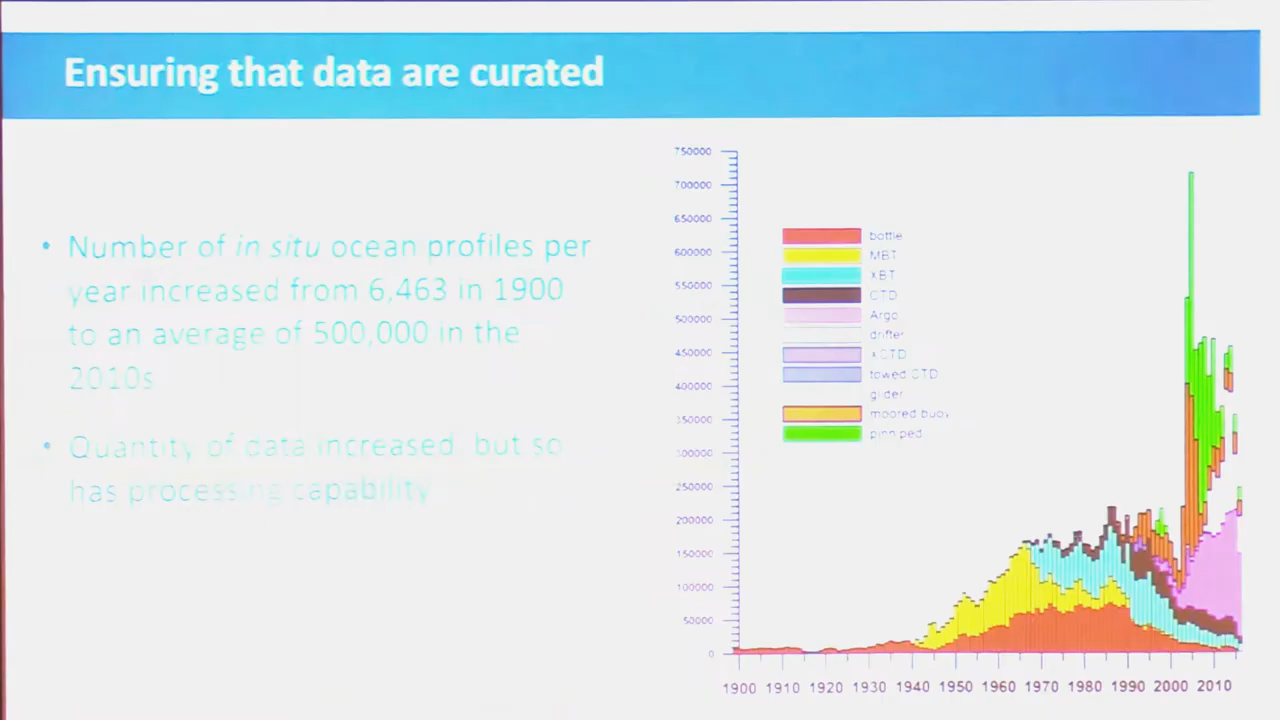 Ensuring that data are curated
• Number of in situ ocean profiles per
year increased from 6,463 in 1900
to an average of 500,000 in the
2010s
• Quantity of data increased but so
has processing capability
750000
700000
650000
600000
550000
500000
450000
400000
350000
300000
250000
200000
150000
100000
50000
0
bottle
MBT
XBT
CTD
Argo
drifter
XCTD
towed CTD
glider
moored buoy
pinniped
1900 1910 1920 1930 1940 1950 1960 1970 1980 1990 2000 2010